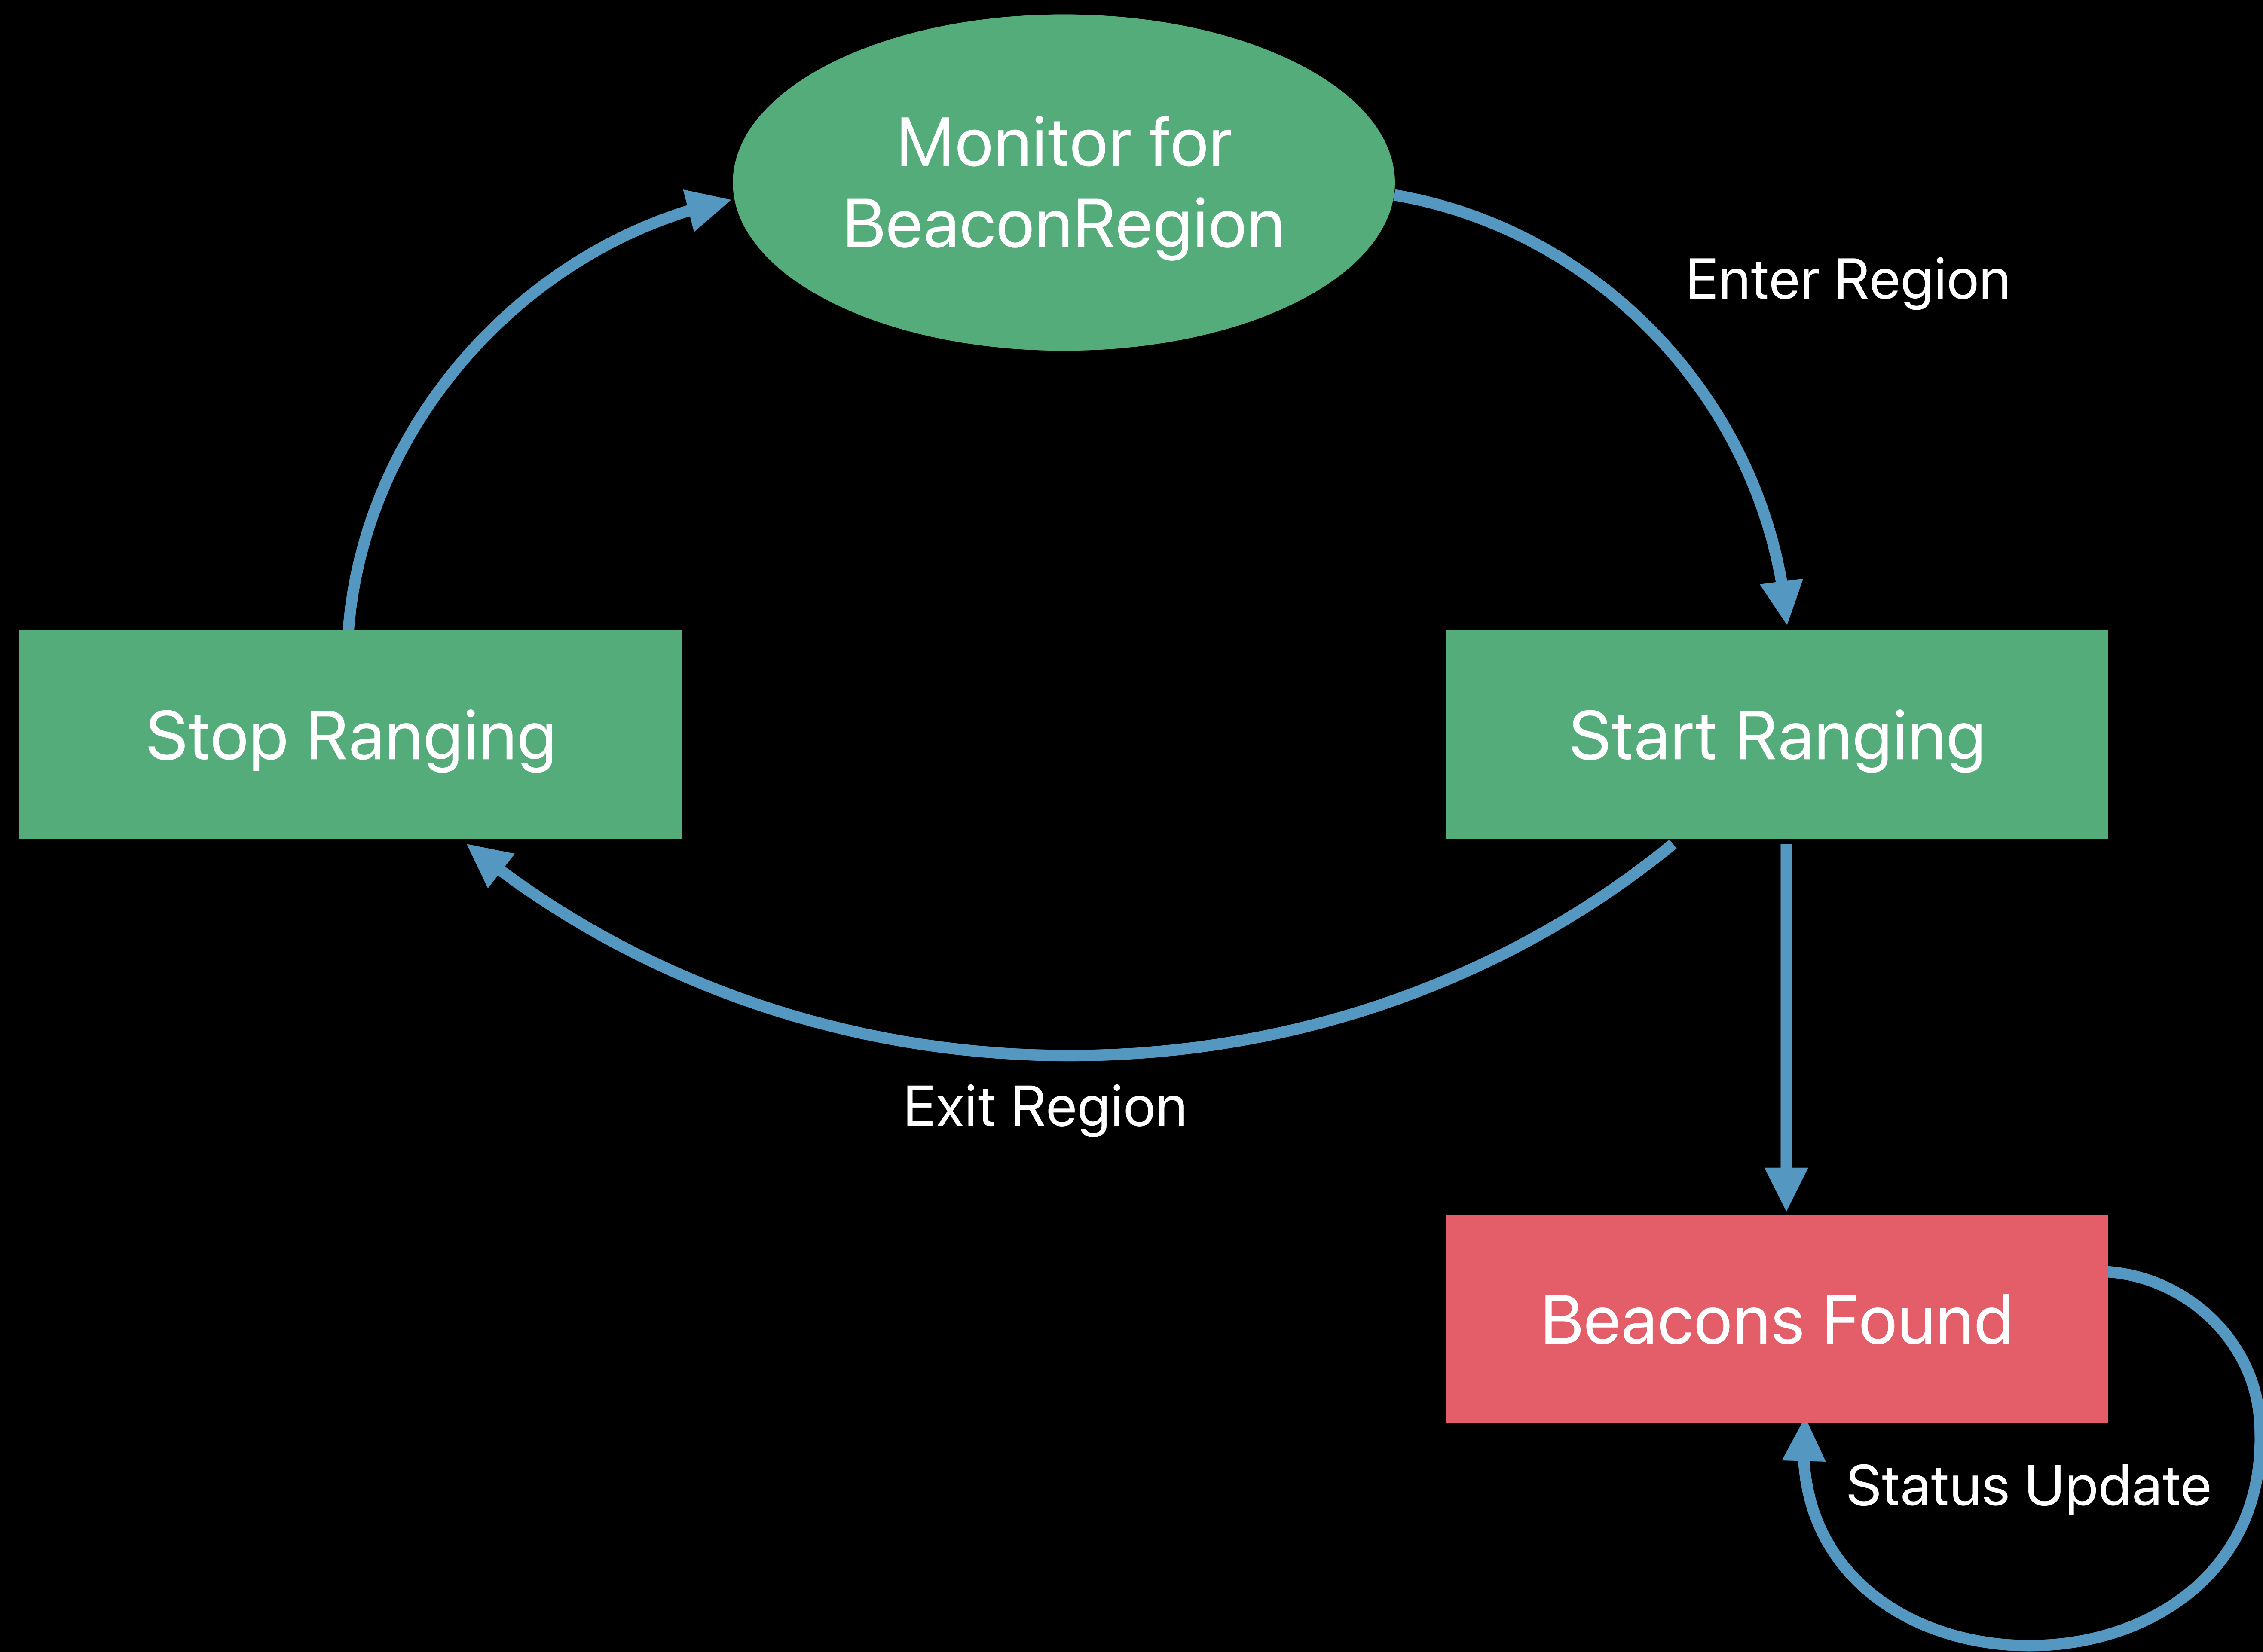 Monitor for
BeaconRegion
Enter Region
Stop Ranging
Start Ranging
Exit Region
Beacons Found
Status Update